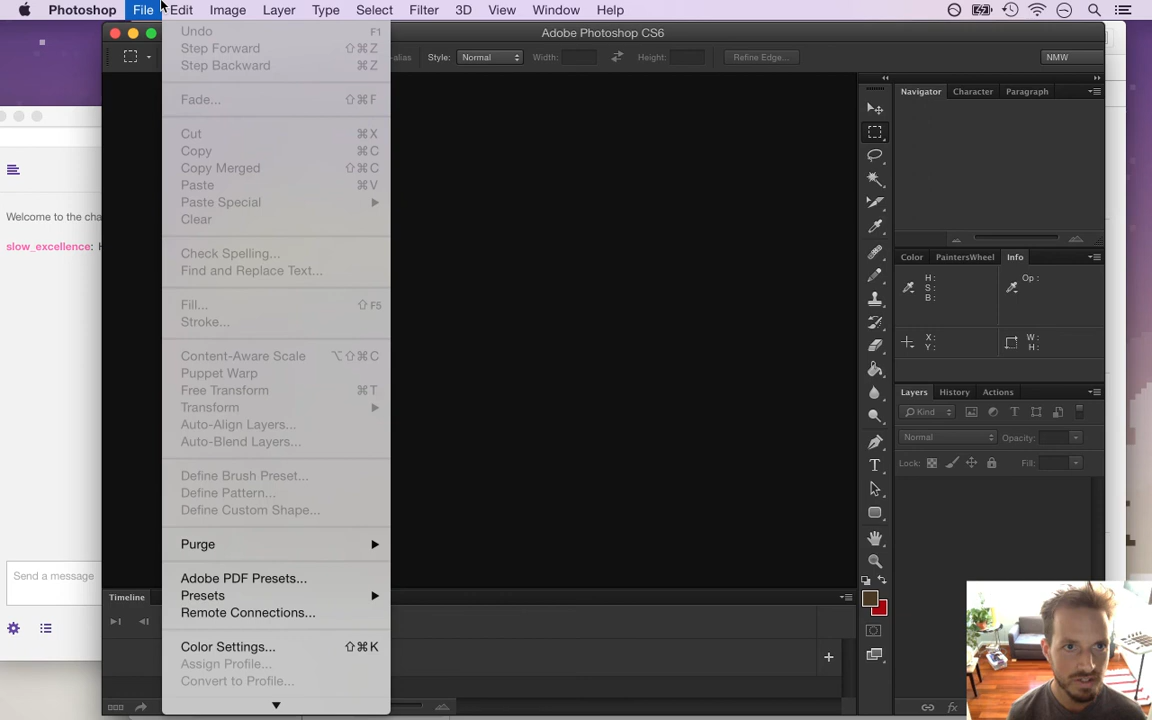 Photoshop File Edit Image Layer Type Select Filter 3D View Window Help
Adobe Photoshop CS6
-alias Style: Normal Width: Height: Refine Edge... NMW
Undo F1
Step Forward ⇧⌘Z
Step Backward ⌘Z
Fade... ⇧⌘F
Cut ⌘X
Copy ⌘C
Copy Merged ⇧⌘C
Paste ⌘V
Paste Special
Clear
Check Spelling...
Find and Replace Text...
Fill... ⇧F5
Stroke...
Content-Aware Scale ⌥⇧⌘C
Puppet Warp
Free Transform ⌘T
Transform
Auto-Align Layers...
Auto-Blend Layers...
Define Brush Preset...
Define Pattern...
Define Custom Shape...
Purge
Adobe PDF Presets...
Presets
Remote Connections...
Color Settings... ⇧⌘K
Assign Profile...
Convert to Profile...
Welcome to the cha
slow_excellence: H
Send a message
Timeline
Navigator Character Paragraph
Color PaintersWheel Info
H:
S:
B:
Op:
X:
Y:
W:
H:
Layers History Actions
Kind
Normal Opacity:
Lock: Fill:
fx